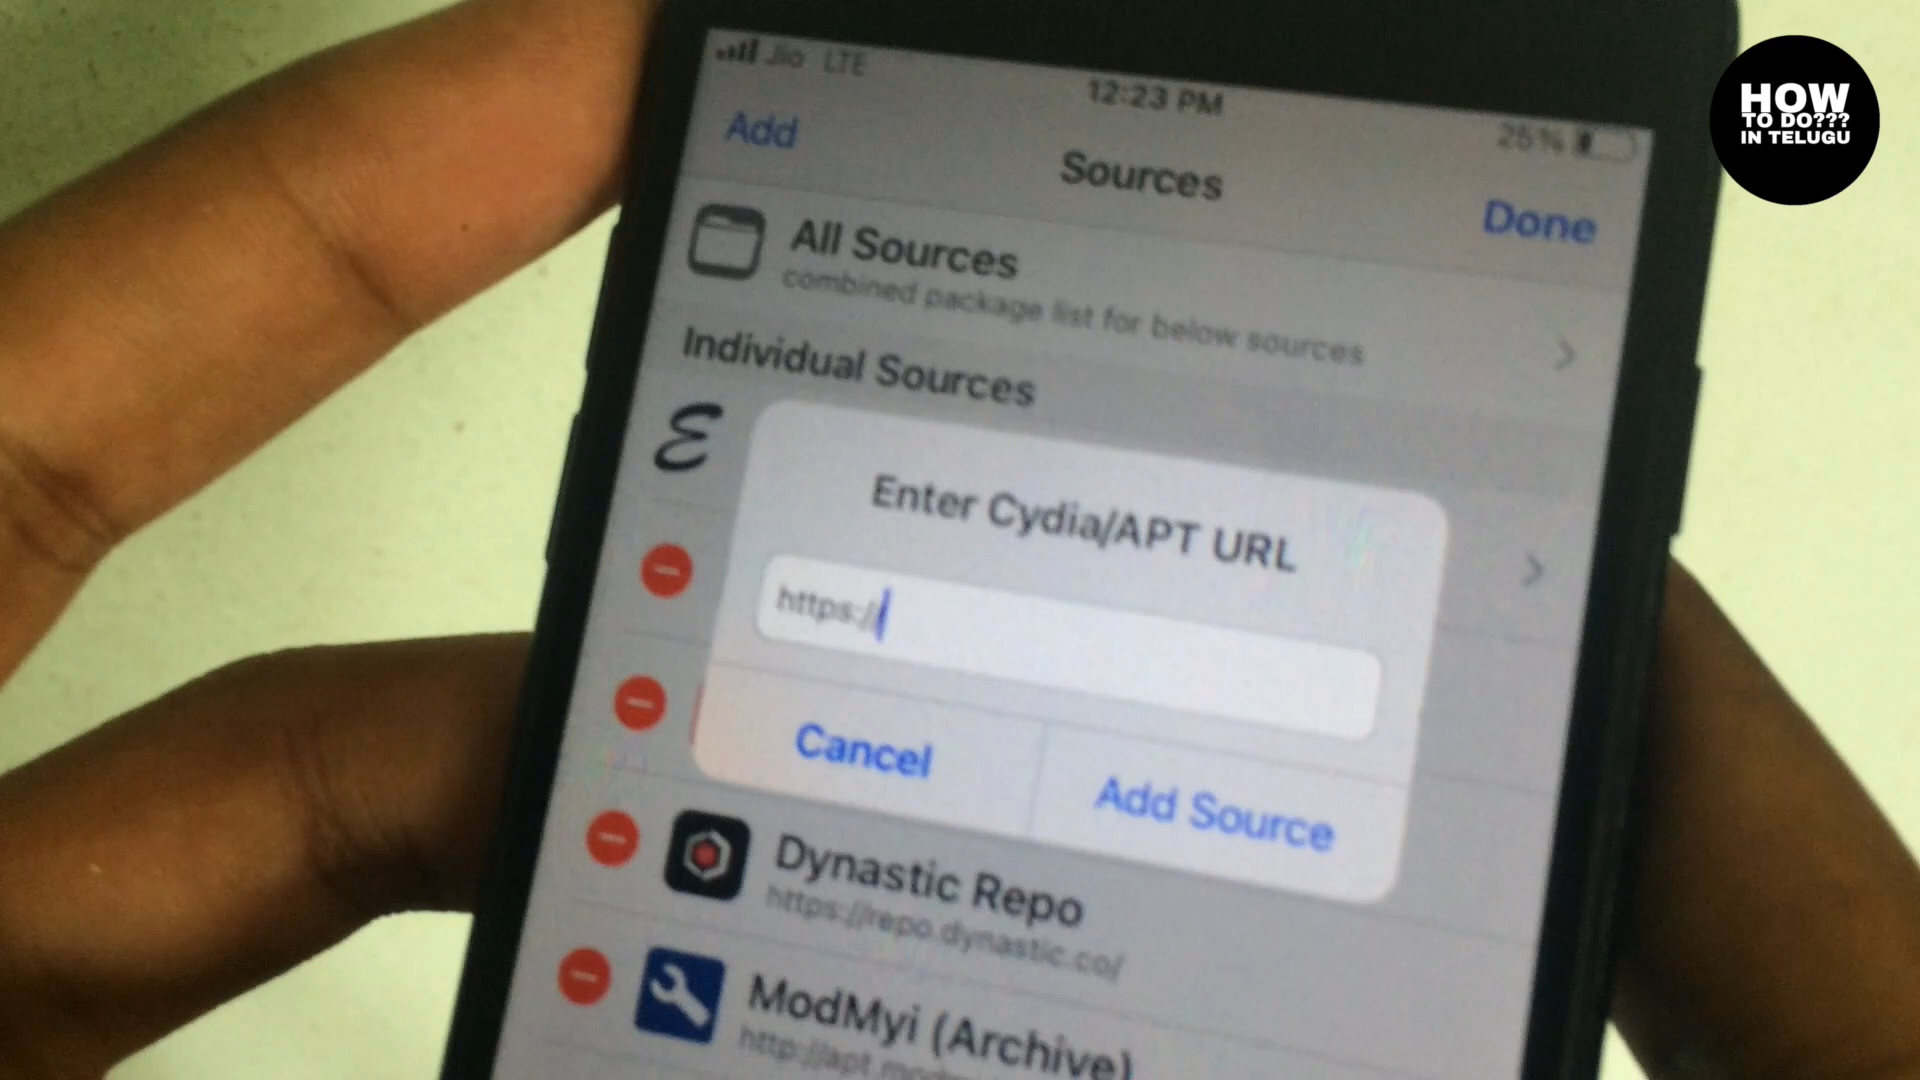 Jio LTE
12:23 PM
25%
Add
Sources
Done
All Sources
combined package list for below sources
Individual Sources
Enter Cydia/APT URL
https://
Cancel
Add Source
Dynastic Repo
https://repo.dynastic.co/
ModMyi (Archive)
http://apt.modm
HOW
TO DO???
IN TELUGU